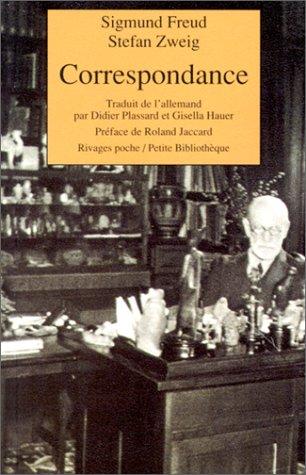 Sigmund Freud
Stefan Zweig
Correspondance
Traduit de l'allemand
par Didier Plassard et Gisella Hauer
Préface de Roland Jaccard
Rivages poche / Petite Bibliothèque